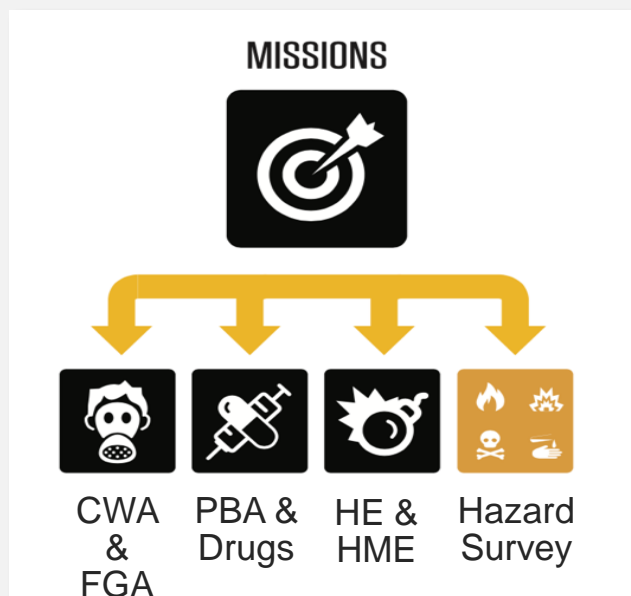 MISSIONS
CWA
&
FGA
PBA &
Drugs
HE &
HME
Hazard
Survey